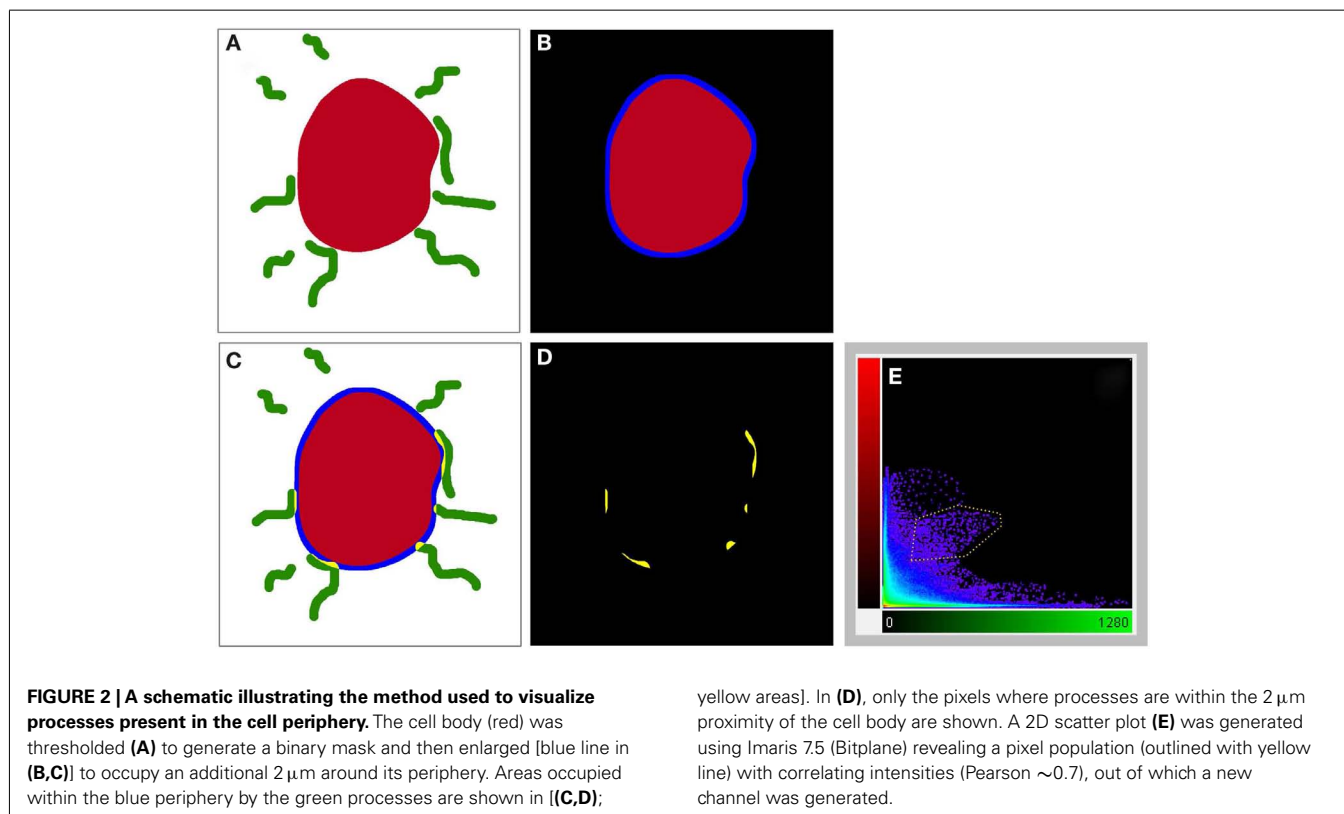 A
B
C
D
E
0 1280
FIGURE 2 | A schematic illustrating the method used to visualize
processes present in the cell periphery. The cell body (red) was
thresholded (A) to generate a binary mask and then enlarged [blue line in
(B,C)] to occupy an additional 2 μm around its periphery. Areas occupied
within the blue periphery by the green processes are shown in [(C,D);
yellow areas]. In (D), only the pixels where processes are within the 2 μm
proximity of the cell body are shown. A 2D scatter plot (E) was generated
using Imaris 7.5 (Bitplane) revealing a pixel population (outlined with yellow
line) with correlating intensities (Pearson ∼0.7), out of which a new
channel was generated.